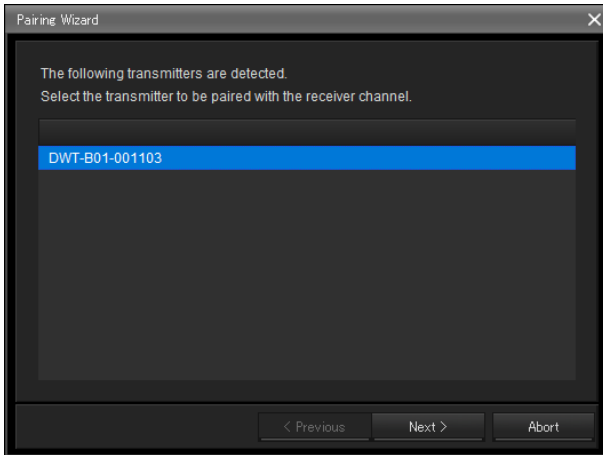 Pairing Wizard
The following transmitters are detected.
Select the transmitter to be paired with the receiver channel.
DWT-B01-001103
< Previous
Next >
Abort